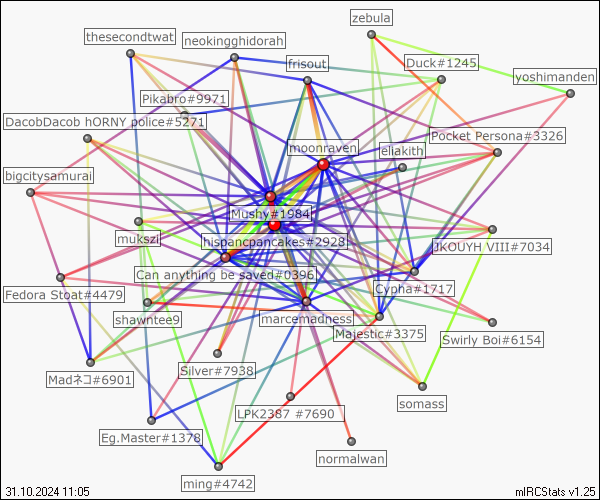 zebula
thesecondtwat
neokingghidorah
frisout
Duck#1245
yoshimanden
Pikabro#9971
DacobDacob hORNY police#5271
Pocket Persona#3326
moonraven
eliakith
bigcitysamurai
Mushy#1984
mukszi
hispancpancakes#2928
JKOUYH VIII#7034
Can anything be saved#0396
Cypha#1717
Fedora Stoat#4479
shawntee9
marcemadness
Majestic#3375
Swirly Boi#6154
Silver#7938
Madネコ#6901
somass
LPK2387 #7690
Eg.Master#1378
normalwan
ming#4742
31.10.2024 11:05
mIRCStats v1.25